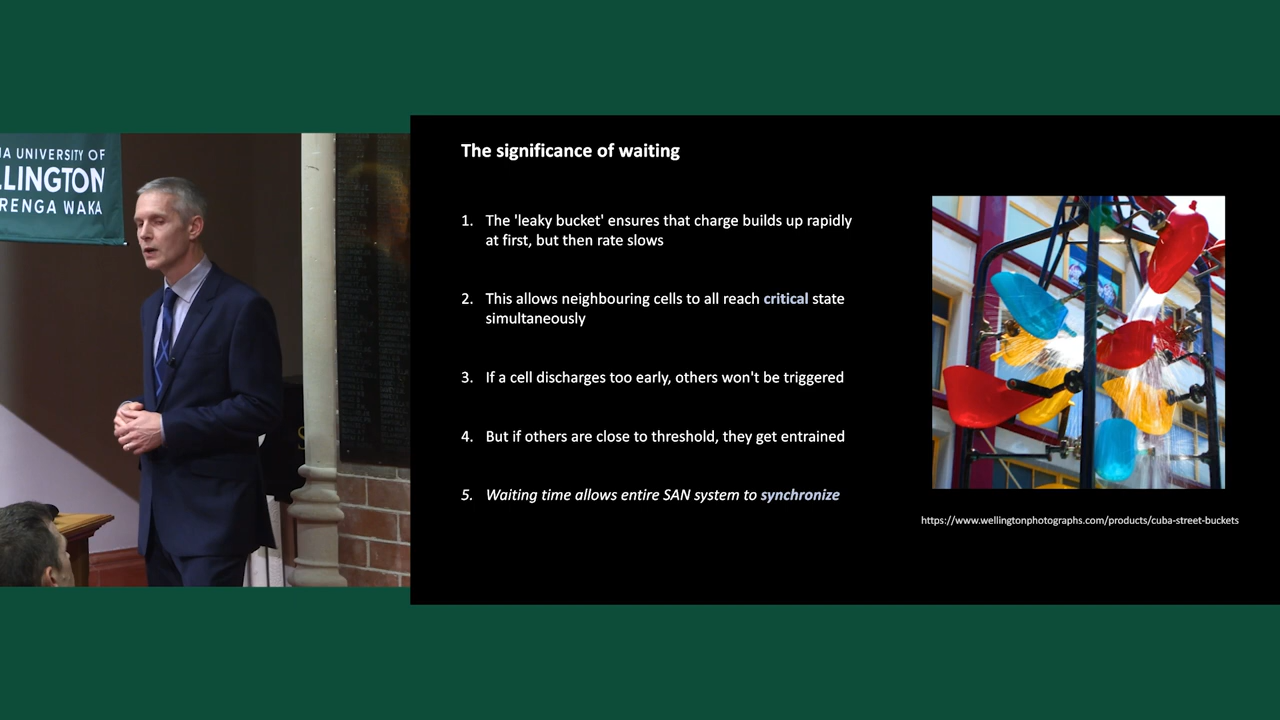 IA UNIVERSITY OF
LLINGTON
RENGA WAKA
The significance of waiting
1. The 'leaky bucket' ensures that charge builds up rapidly
at first, but then rate slows
2. This allows neighbouring cells to all reach critical state
simultaneously
3. If a cell discharges too early, others won't be triggered
4. But if others are close to threshold, they get entrained
5. Waiting time allows entire SAN system to synchronize
https://www.wellingtonphotographs.com/products/cuba-street-buckets